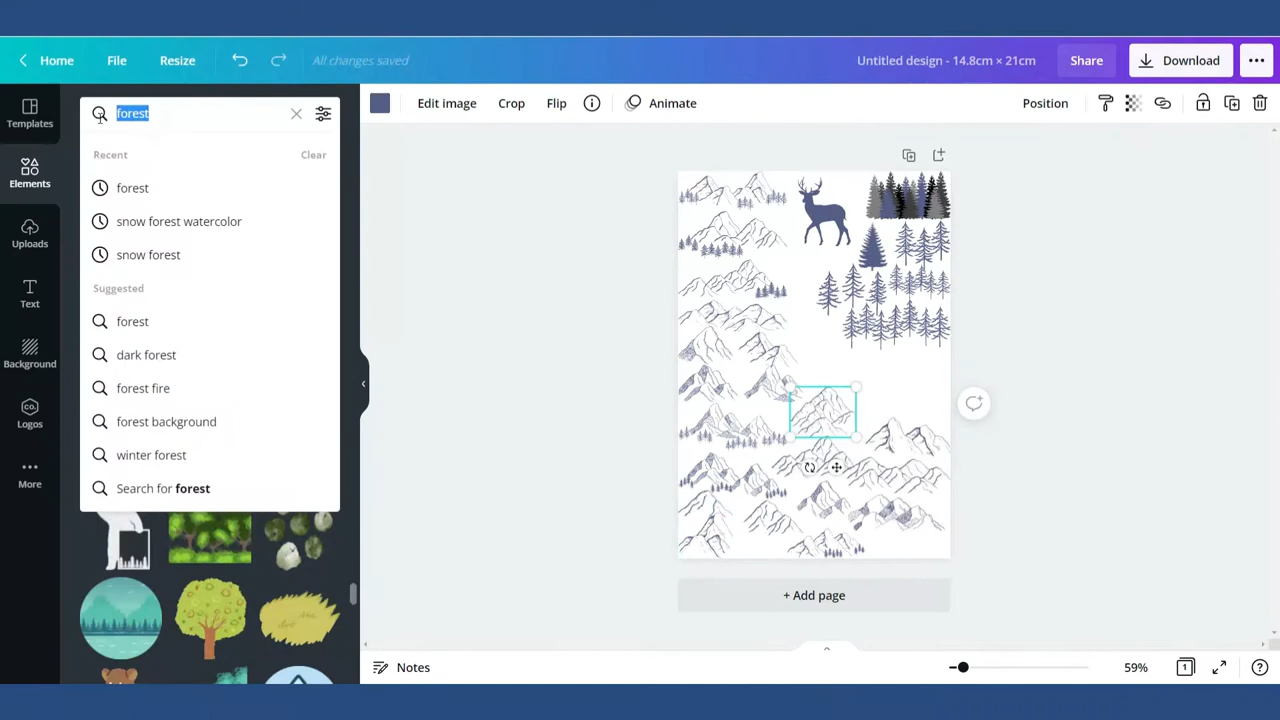 Home
File
Resize
All changes saved
Untitled design - 14.8cm × 21cm
Share
Download
Templates
Elements
Uploads
Text
Background
CO.
Logos
More
forest
Recent
Clear
forest
snow forest watercolor
snow forest
Suggested
forest
dark forest
forest fire
forest background
winter forest
Search for forest
Edit image
Crop
Flip
Animate
Position
+ Add page
Notes
59%
1